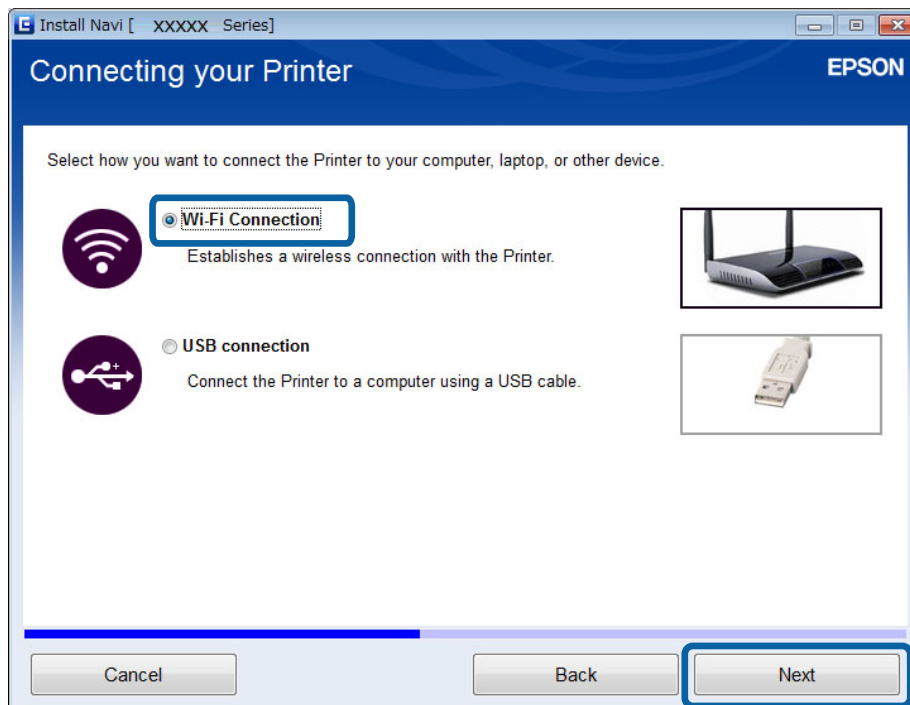 Install Navi [ XXXXX Series]
Connecting your Printer
EPSON
Select how you want to connect the Printer to your computer, laptop, or other device.
Wi-Fi Connection
Establishes a wireless connection with the Printer.
USB connection
Connect the Printer to a computer using a USB cable.
Cancel
Back
Next